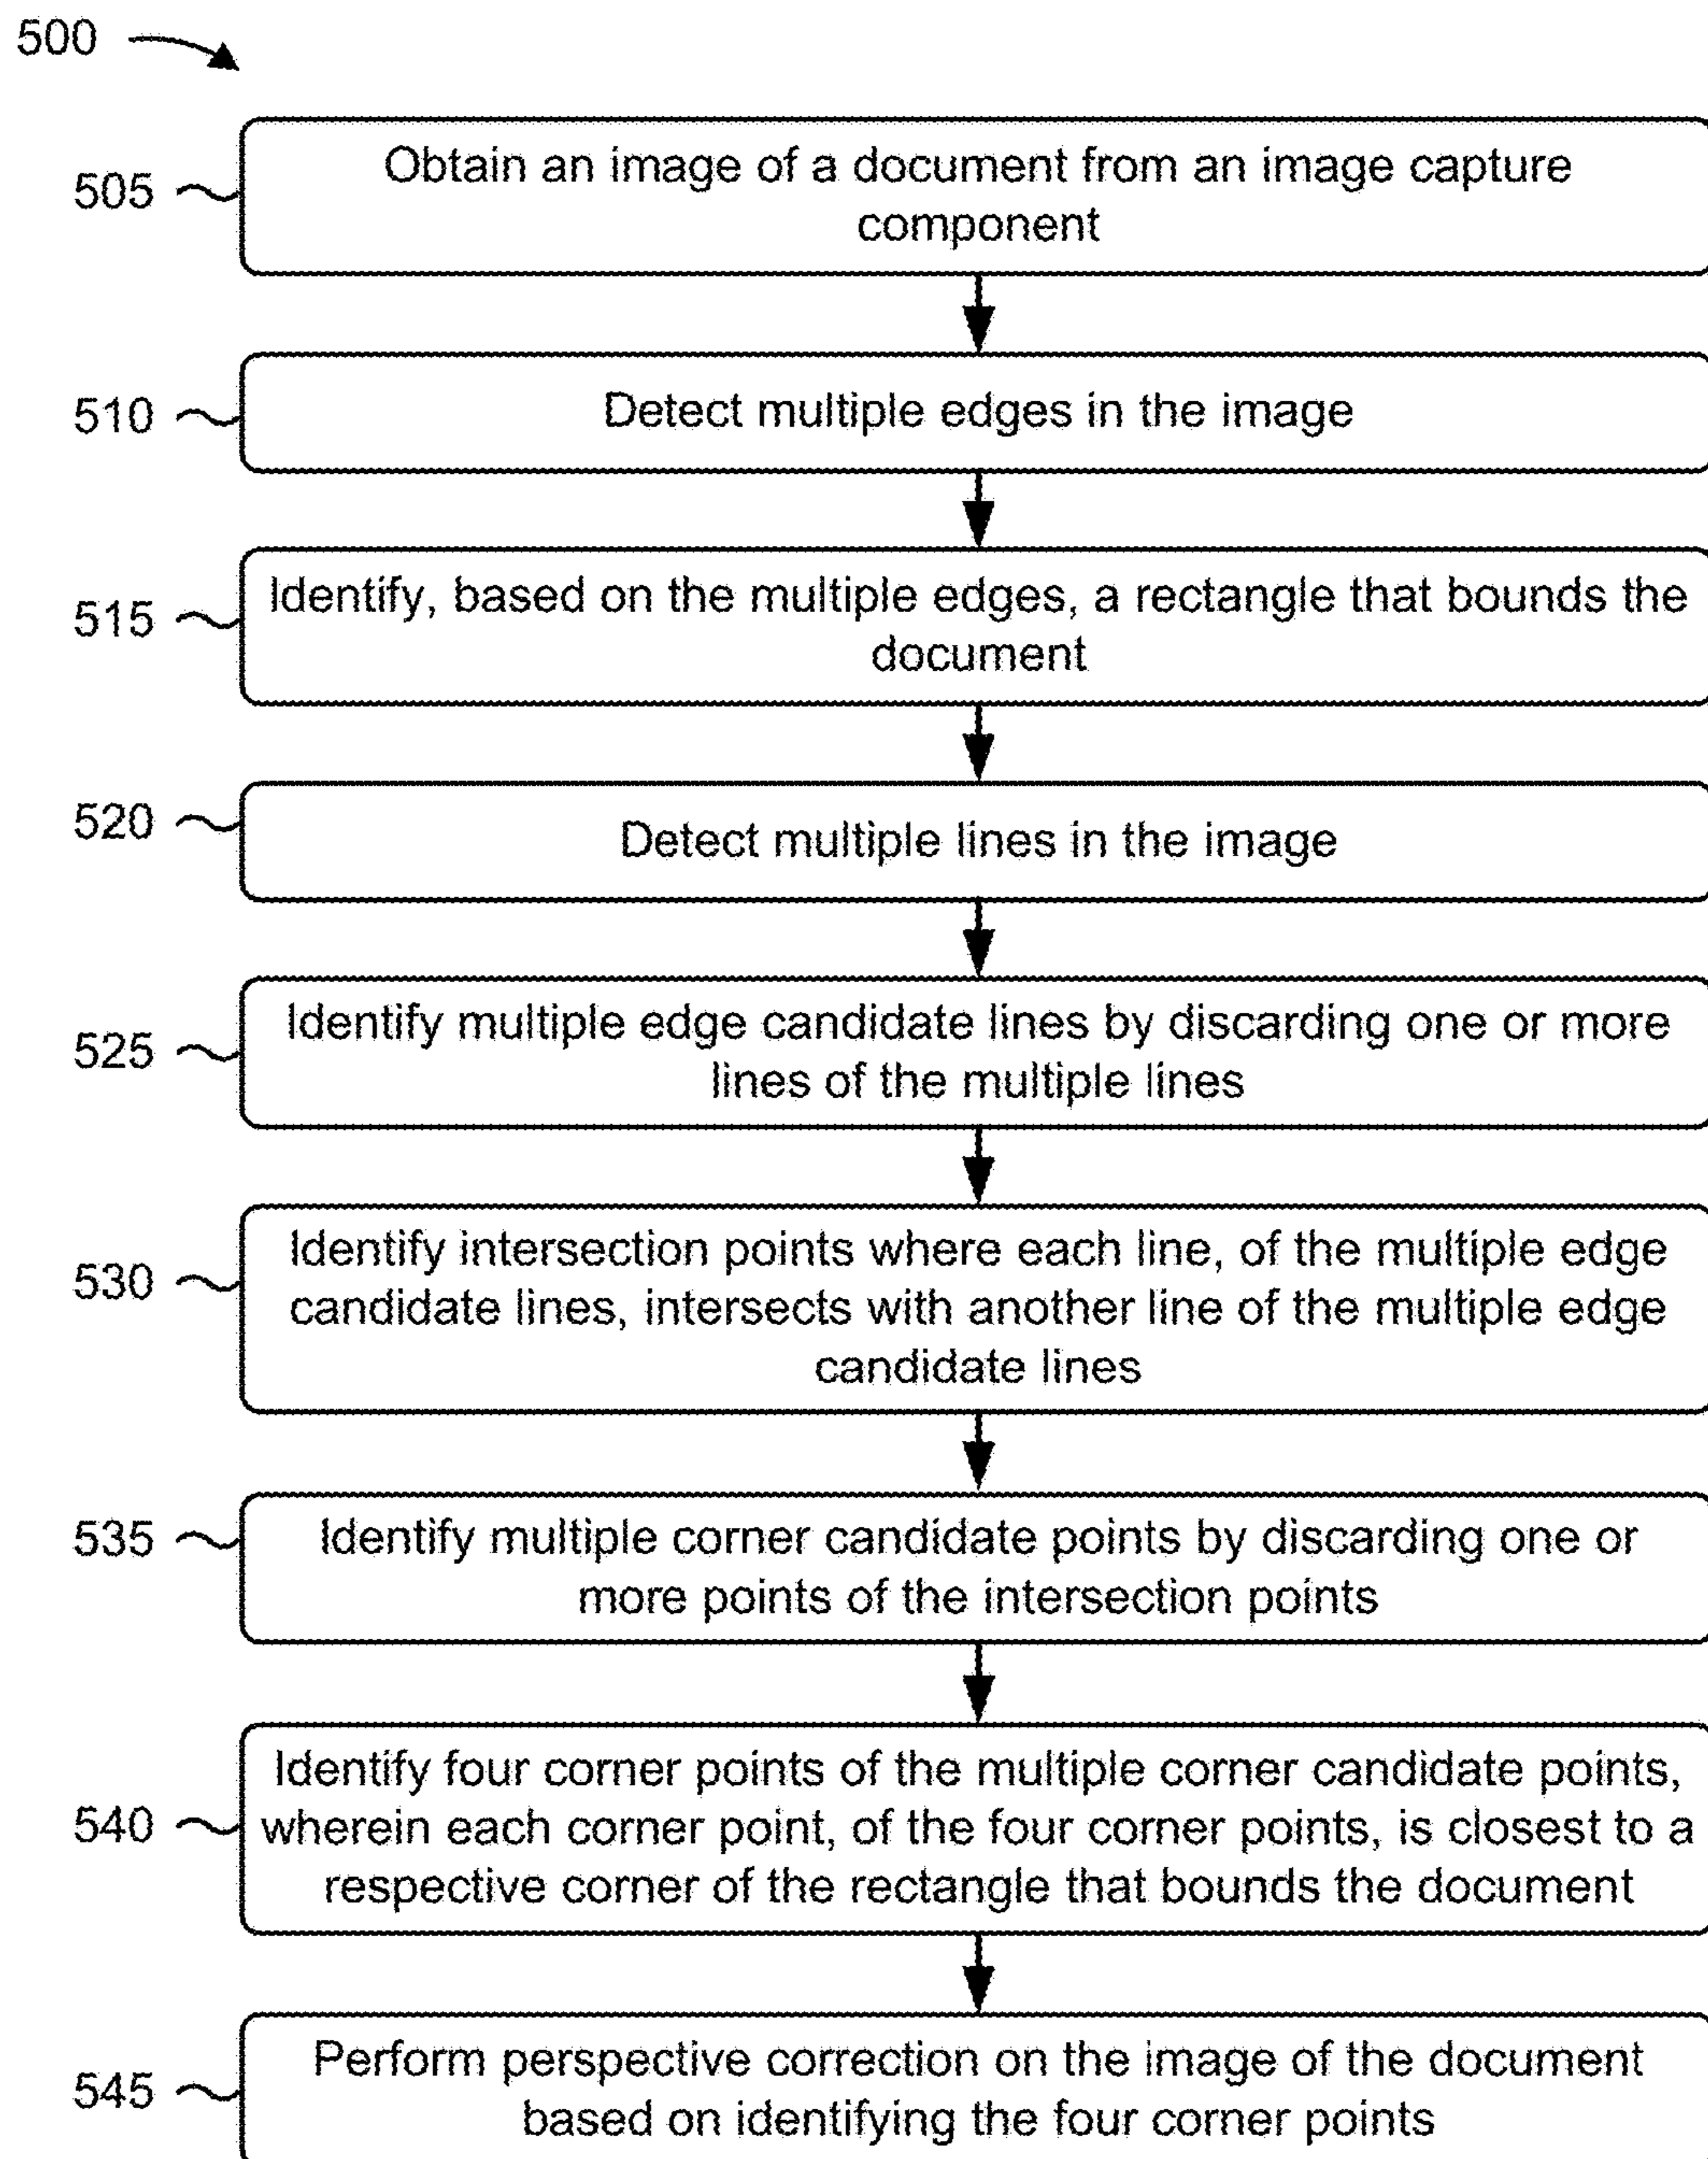 500
505
Obtain an image of a document from an image capture
component
510
Detect multiple edges in the image
515
Identify, based on the multiple edges, a rectangle that bounds the
document
520
Detect multiple lines in the image
525
Identify multiple edge candidate lines by discarding one or more
lines of the multiple lines
530
Identify intersection points where each line, of the multiple edge
candidate lines, intersects with another line of the multiple edge
candidate lines
535
Identify multiple corner candidate points by discarding one or
more points of the intersection points
540
Identify four corner points of the multiple corner candidate points,
wherein each corner point, of the four corner points, is closest to a
respective corner of the rectangle that bounds the document
545
Perform perspective correction on the image of the document
based on identifying the four corner points